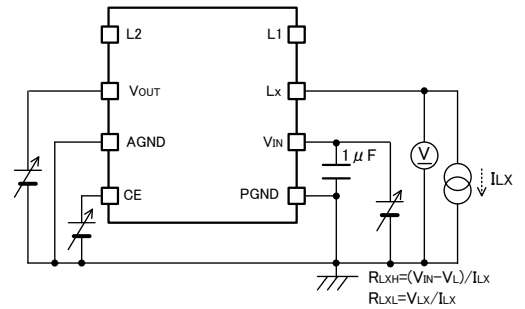 L2 L1
VOUT LX
AGND VIN
1μF
V
ILX
CE PGND
RLXH=(VIN-VL)/ILX
RLXL=VLX/ILX